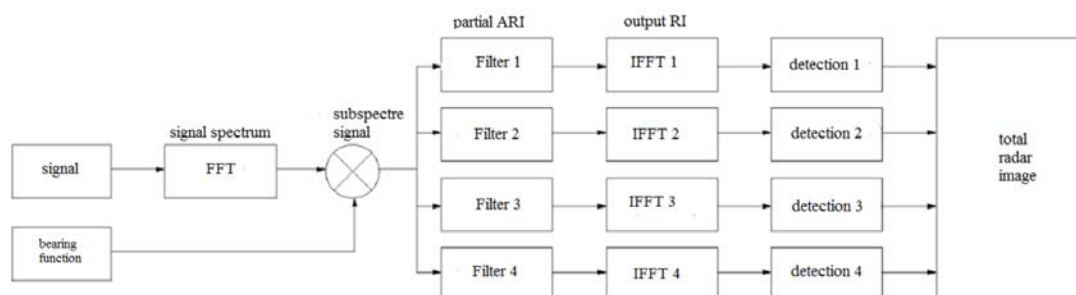 partial ARI
output RI
Filter 1
IFFT 1
detection 1
subspectre
signal
signal spectrum
Filter 2
IFFT 2
detection 2
total
radar
image
signal
FFT
Filter 3
IFFT 3
detection 3
bearing
function
Filter 4
IFFT 4
detection 4